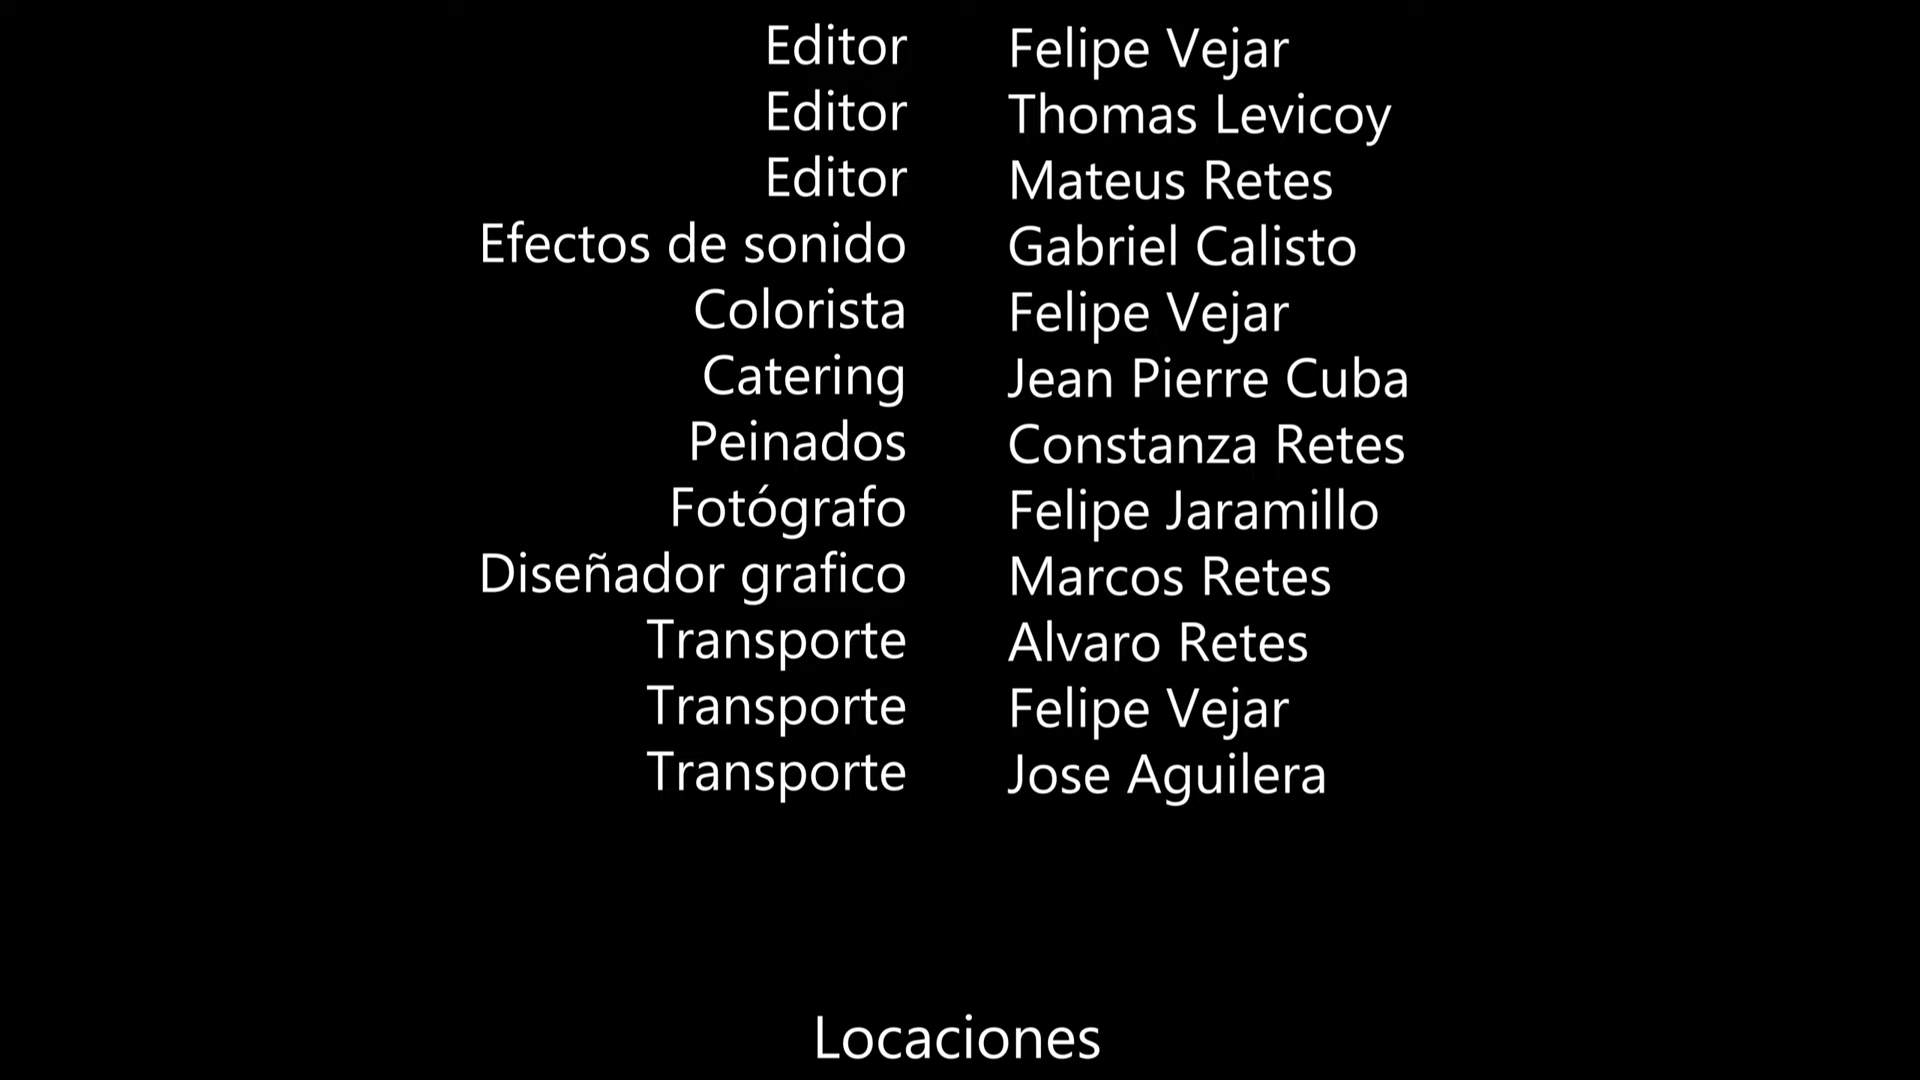 Editor Felipe Vejar
Editor Thomas Levicoy
Editor Mateus Retes
Efectos de sonido Gabriel Calisto
Colorista Felipe Vejar
Catering Jean Pierre Cuba
Peinados Constanza Retes
Fotógrafo Felipe Jaramillo
Diseñador grafico Marcos Retes
Transporte Alvaro Retes
Transporte Felipe Vejar
Transporte Jose Aguilera
Locaciones